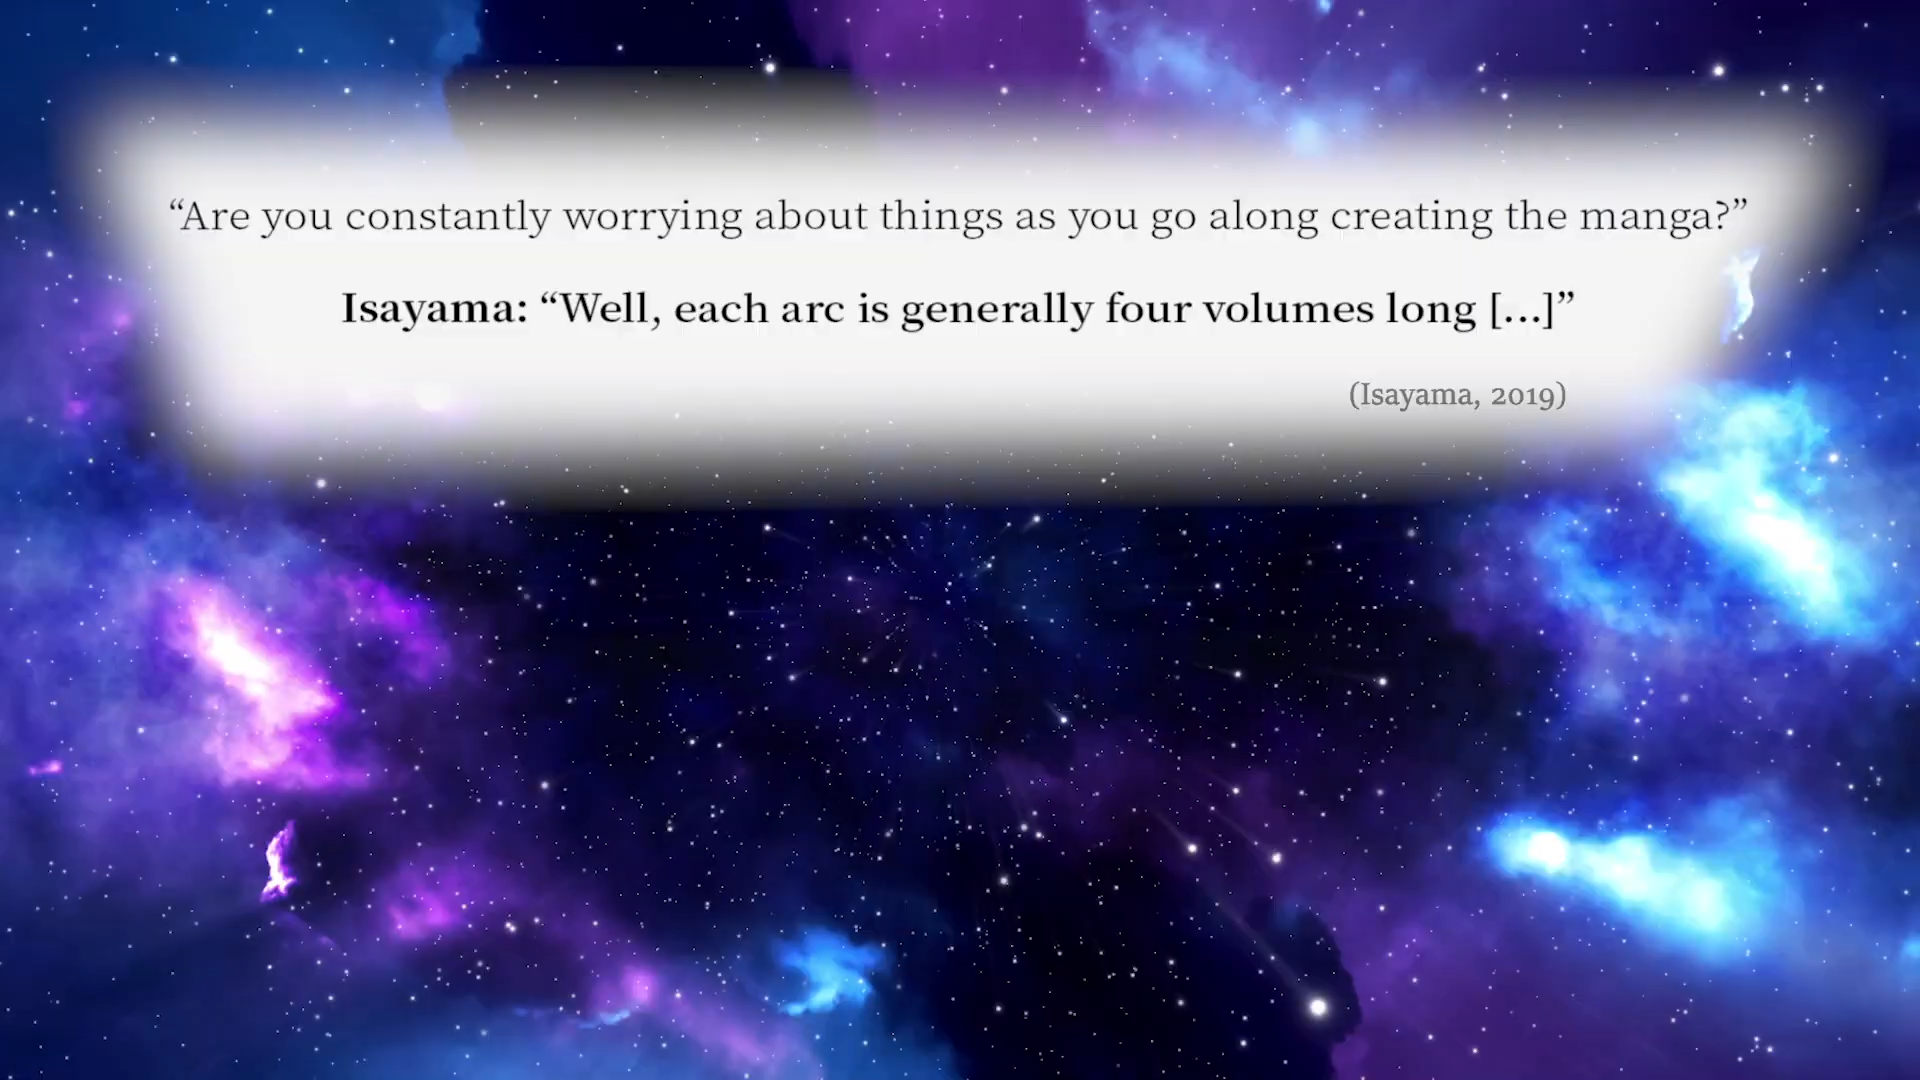 “Are you constantly worrying about things as you go along creating the manga?”
Isayama: “Well, each arc is generally four volumes long [...]”
(Isayama, 2019)